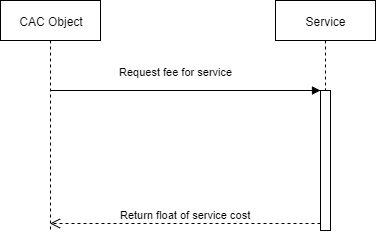 CAC Object
Service
Request fee for service
Return float of service cost